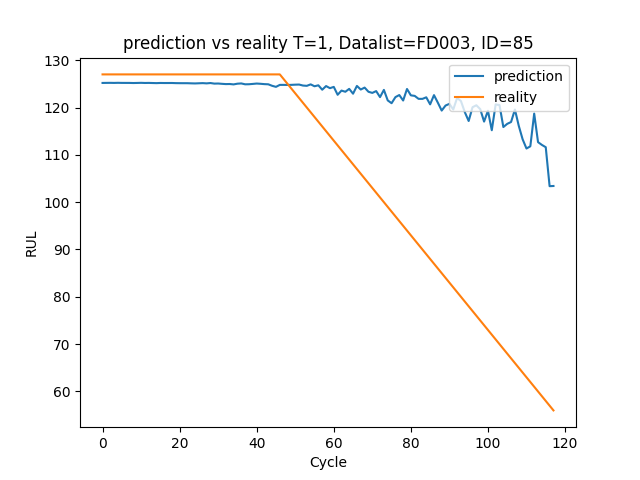 prediction vs reality T=1, Datalist=FD003, ID=85
prediction
reality
RUL
130
120
110
100
90
80
70
60
0 20 40 60 80 100 120
Cycle